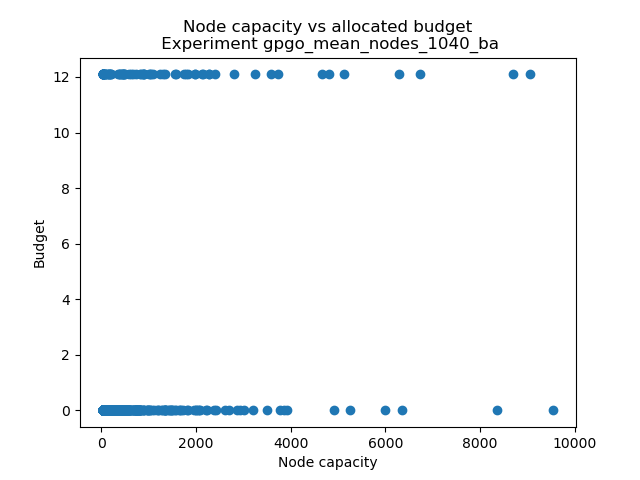 Node capacity vs allocated budget
Experiment gpgo_mean_nodes_1040_ba
12
10
8
6
4
2
0
Budget
0 2000 4000 6000 8000 10000
Node capacity